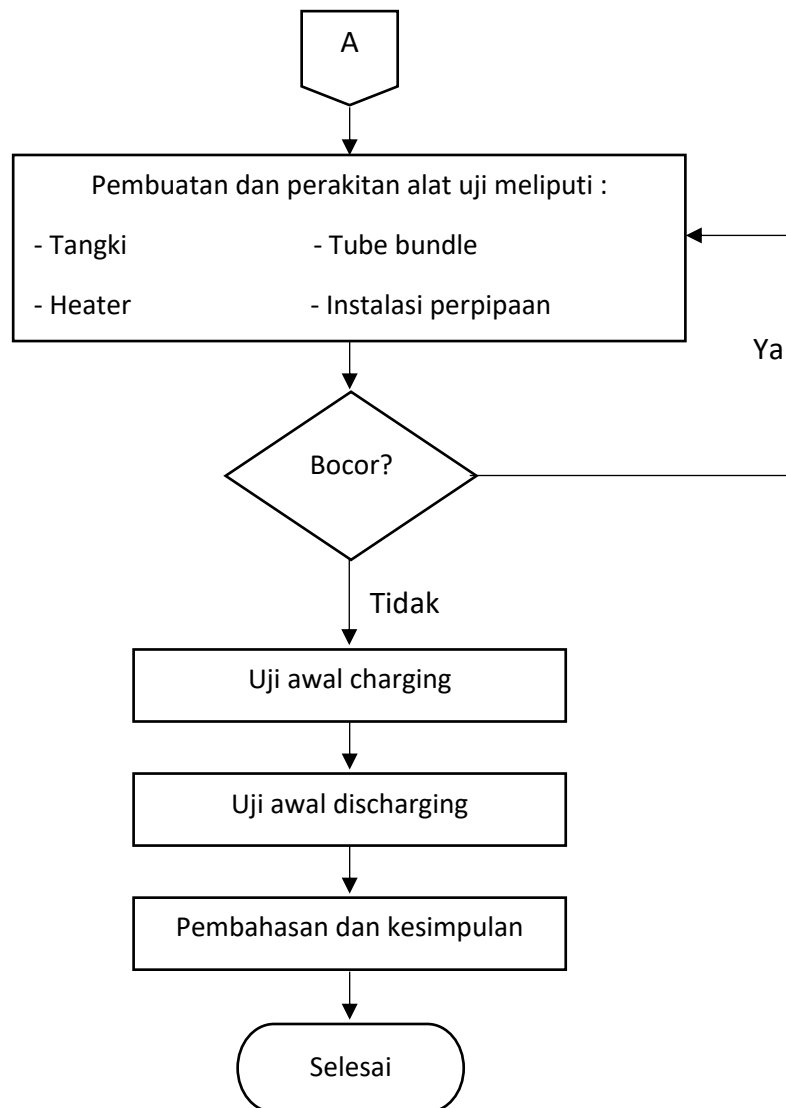 A
Pembuatan dan perakitan alat uji meliputi :
- Tangki - Tube bundle
- Heater - Instalasi perpipaan
Ya
Bocor?
Tidak
Uji awal charging
Uji awal discharging
Pembahasan dan kesimpulan
Selesai